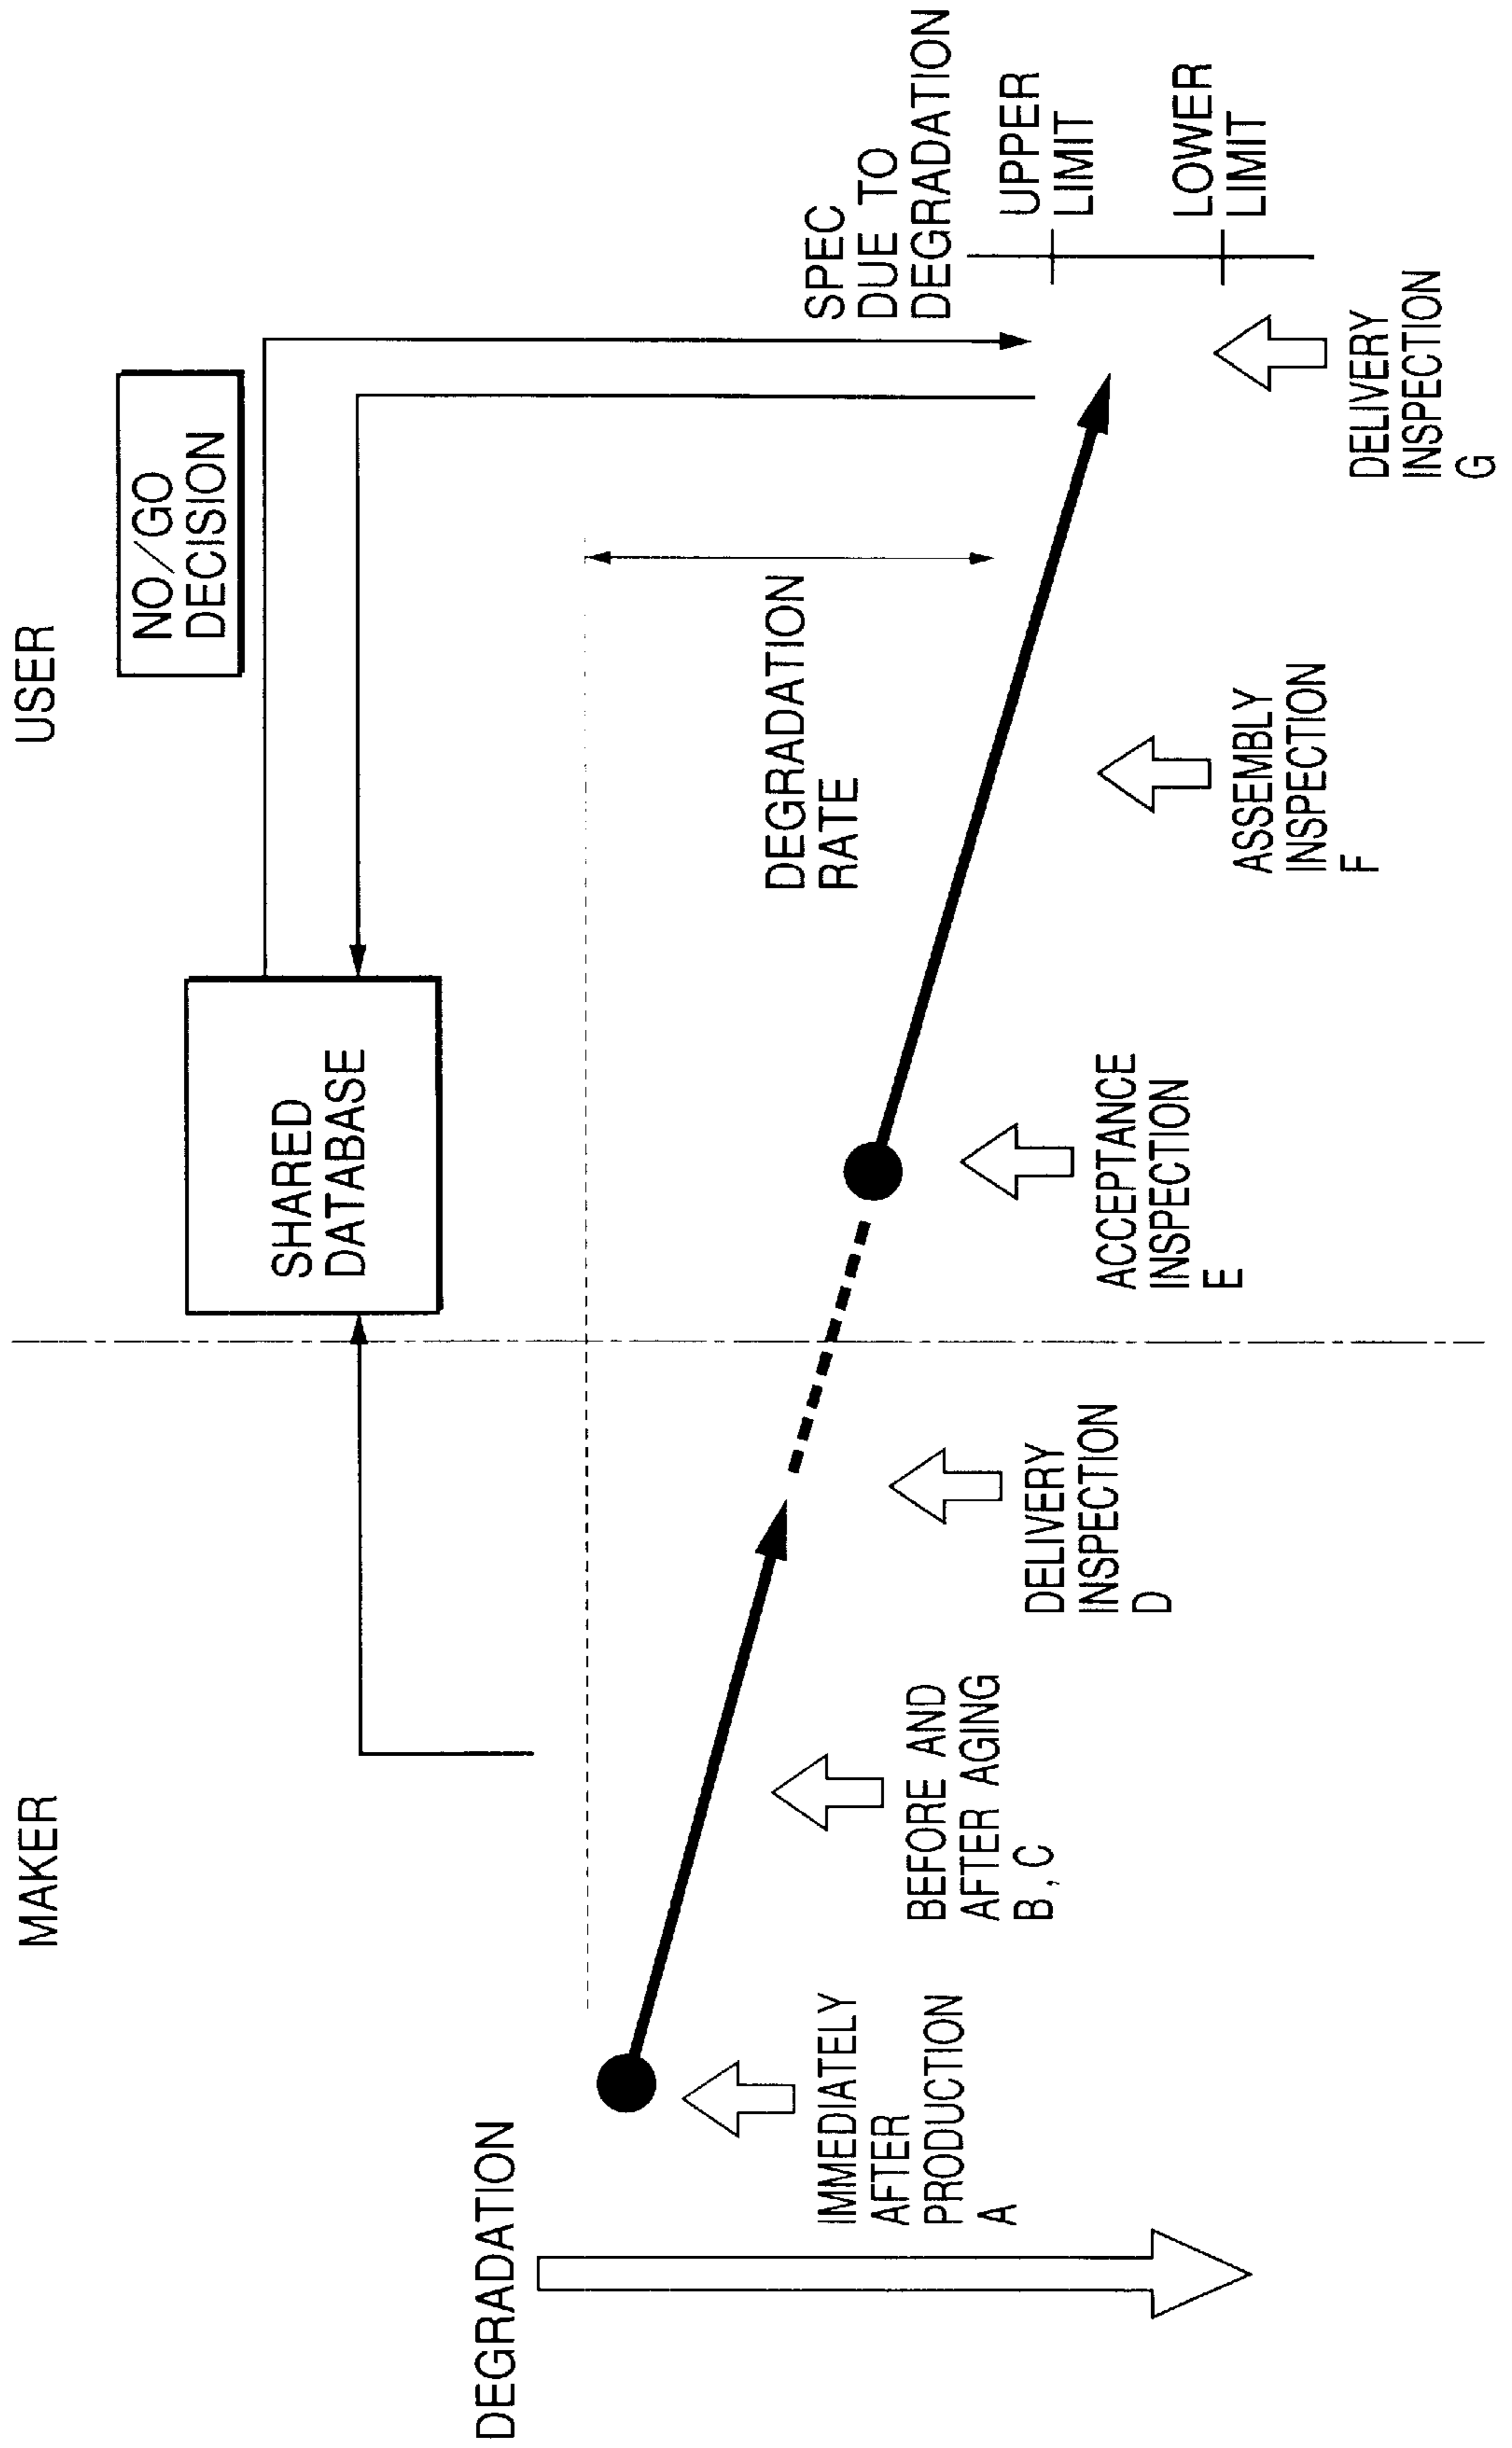 MAKER
USER
NO/GO
DECISION
SHARED
DATABASE
DEGRADATION
DEGRADATION
RATE
SPEC
DUE TO
DEGRADATION
UPPER
LIMIT
LOWER
LIMIT
IMMEDIATELY
AFTER
PRODUCTION
A
BEFORE AND
AFTER AGING
B, C
DELIVERY
INSPECTION
D
ACCEPTANCE
INSPECTION
E
ASSEMBLY
INSPECTION
F
DELIVERY
INSPECTION
G